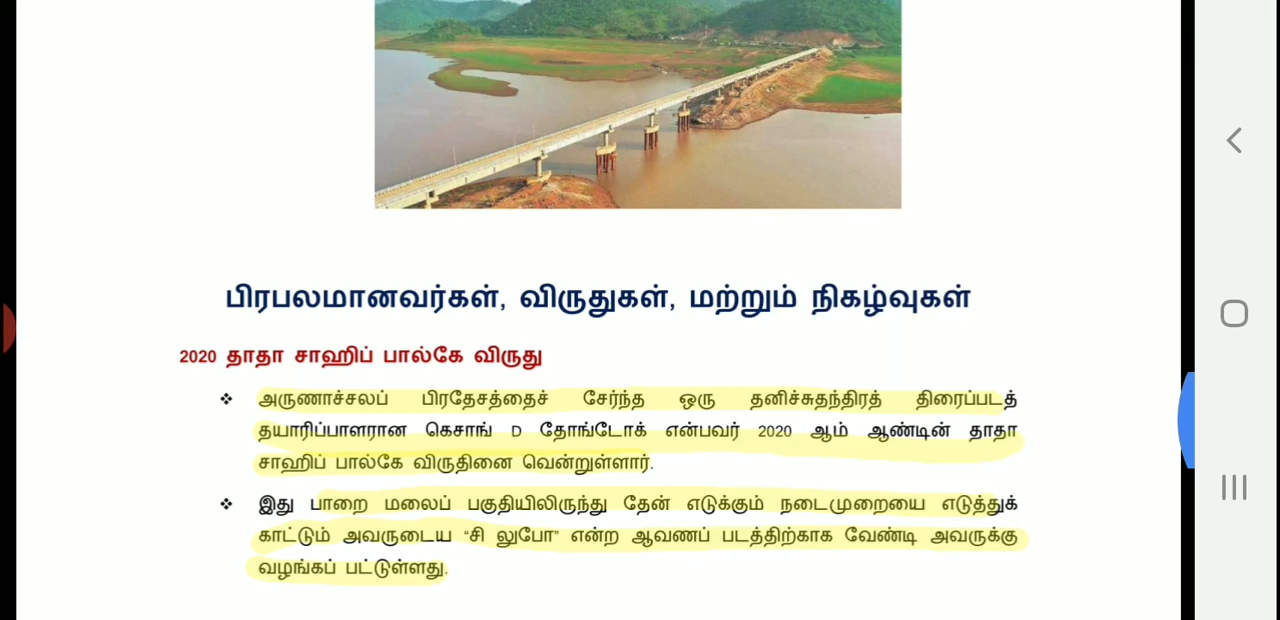 பிரபலமானவர்கள், விருதுகள், மற்றும் நிகழ்வுகள்
2020 தாதா சாஹிப் பால்கே விருது
❖ அருணாச்சலப் பிரதேசத்தைச் சேர்ந்த ஒரு தனிச்சுதந்திரத் திரைப்படத்
தயாரிப்பாளரான கெசாங் D தோங்டோக் என்பவர் 2020 ஆம் ஆண்டின் தாதா
சாஹிப் பால்கே விருதினை வென்றுள்ளார்.
❖ இது பாறை மலைப் பகுதியிலிருந்து தேன் எடுக்கும் நடைமுறையை எடுத்துக்
காட்டும் அவருடைய “சி லுபோ” என்ற ஆவணப் படத்திற்காக வேண்டி அவருக்கு
வழங்கப் பட்டுள்ளது.